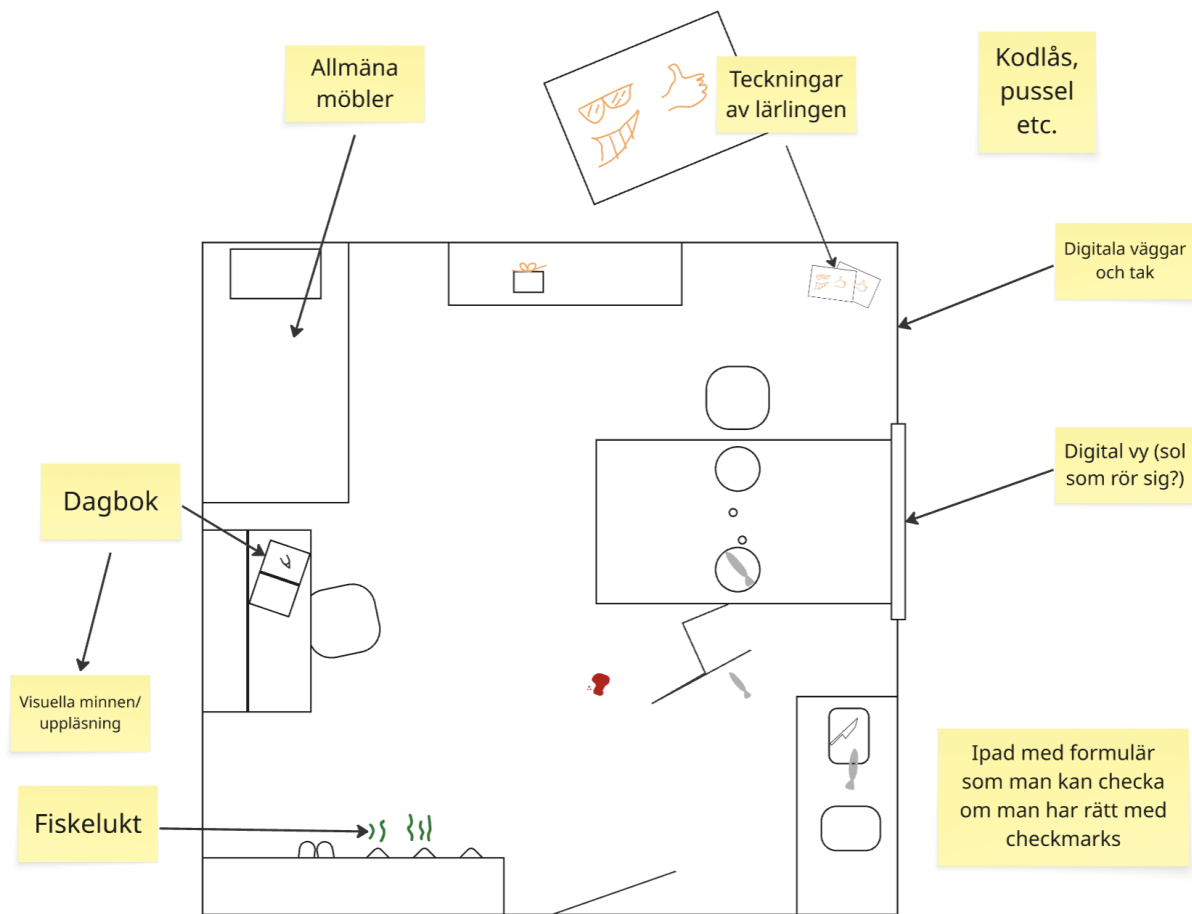 Allmäna
möbler
Teckningar
av lärlingen
Kodlås,
pussel
etc.
Digitala väggar
och tak
Digital vy (sol
som rör sig?)
Dagbok
Visuella minnen/
uppläsning
Fiskelukt
Ipad med formulär
som man kan checka
om man har rätt med
checkmarks